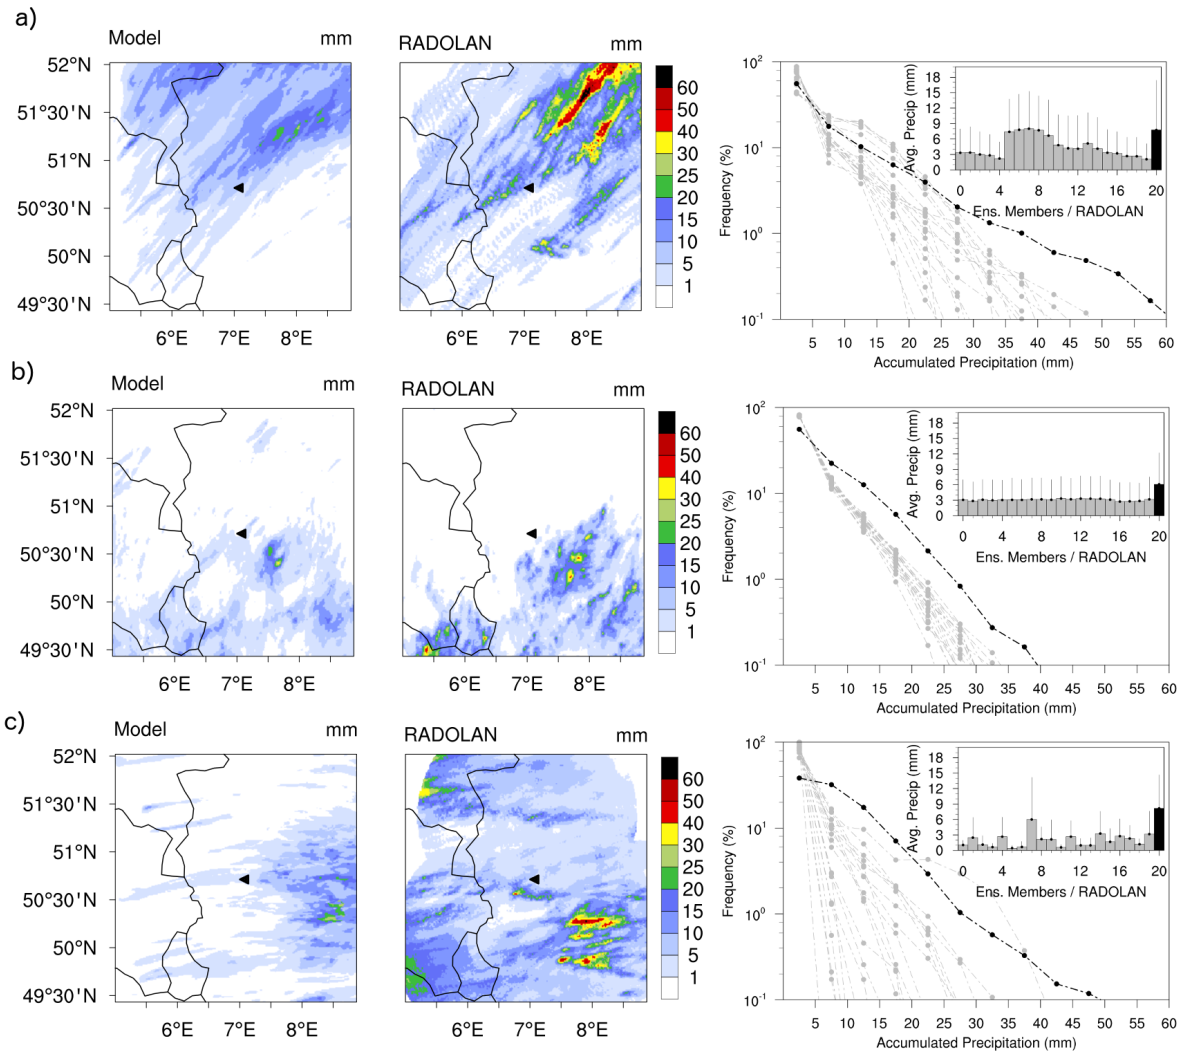 a)
Model mm
RADOLAN mm
52°N
51°30'N
51°N
50°30'N
50°N
49°30'N
6°E 7°E 8°E
6°E 7°E 8°E
60
50
40
30
25
20
15
10
5
1
Frequency (%)
10²
10¹
10⁰
10⁻¹
5 10 15 20 25 30 35 40 45 50 55 60
Accumulated Precipitation (mm)
Avg. Precip (mm)
18
15
12
9
6
3
0
0 4 8 12 16 20
Ens. Members / RADOLAN
b)
Model mm
RADOLAN mm
52°N
51°30'N
51°N
50°30'N
50°N
49°30'N
6°E 7°E 8°E
6°E 7°E 8°E
60
50
40
30
25
20
15
10
5
1
Frequency (%)
10²
10¹
10⁰
10⁻¹
5 10 15 20 25 30 35 40 45 50 55 60
Accumulated Precipitation (mm)
Avg. Precip (mm)
18
15
12
9
6
3
0
0 4 8 12 16 20
Ens. Members / RADOLAN
c)
Model mm
RADOLAN mm
52°N
51°30'N
51°N
50°30'N
50°N
49°30'N
6°E 7°E 8°E
6°E 7°E 8°E
60
50
40
30
25
20
15
10
5
1
Frequency (%)
10²
10¹
10⁰
10⁻¹
5 10 15 20 25 30 35 40 45 50 55 60
Accumulated Precipitation (mm)
Avg. Precip (mm)
18
15
12
9
6
3
0
0 4 8 12 16 20
Ens. Members / RADOLAN